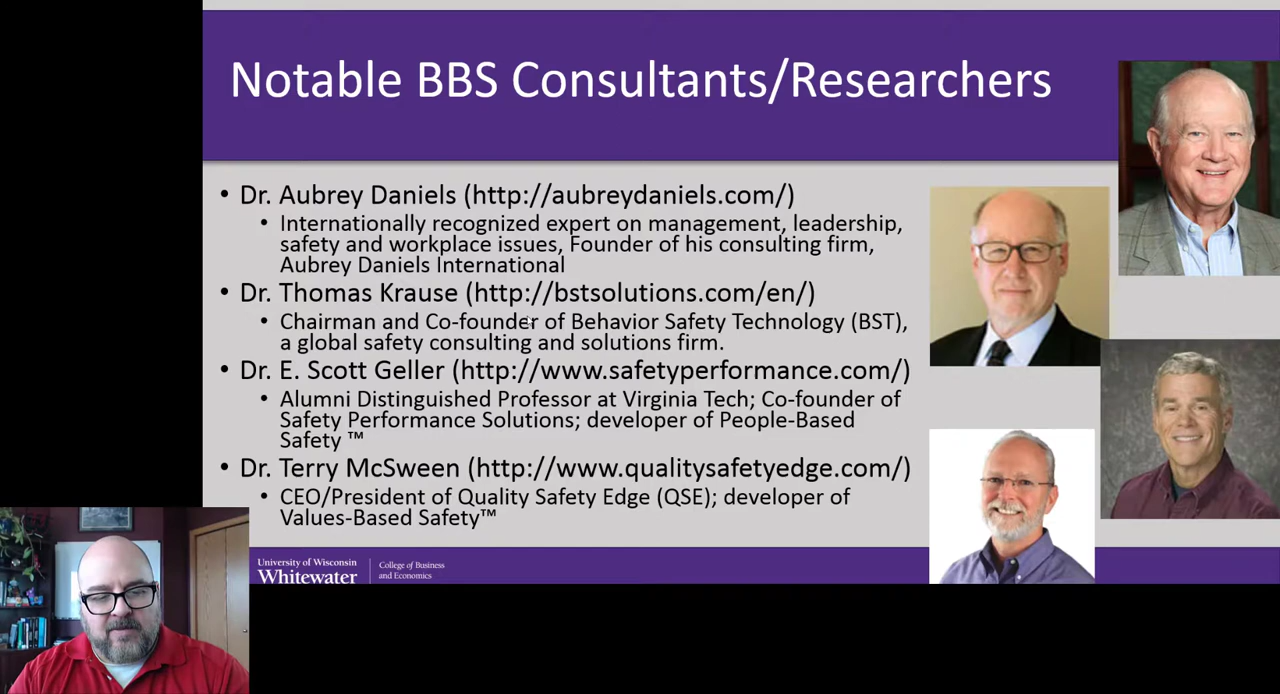 Notable BBS Consultants/Researchers
• Dr. Aubrey Daniels (http://aubreydaniels.com/)
• Internationally recognized expert on management, leadership,
safety and workplace issues, Founder of his consulting firm,
Aubrey Daniels International
• Dr. Thomas Krause (http://bstsolutions.com/en/)
• Chairman and Co-founder of Behavior Safety Technology (BST),
a global safety consulting and solutions firm.
• Dr. E. Scott Geller (http://www.safetyperformance.com/)
• Alumni Distinguished Professor at Virginia Tech; Co-founder of
Safety Performance Solutions; developer of People-Based
Safety ™
• Dr. Terry McSween (http://www.qualitysafetyedge.com/)
• CEO/President of Quality Safety Edge (QSE); developer of
Values-Based Safety™
University of Wisconsin
Whitewater
College of Business
and Economics